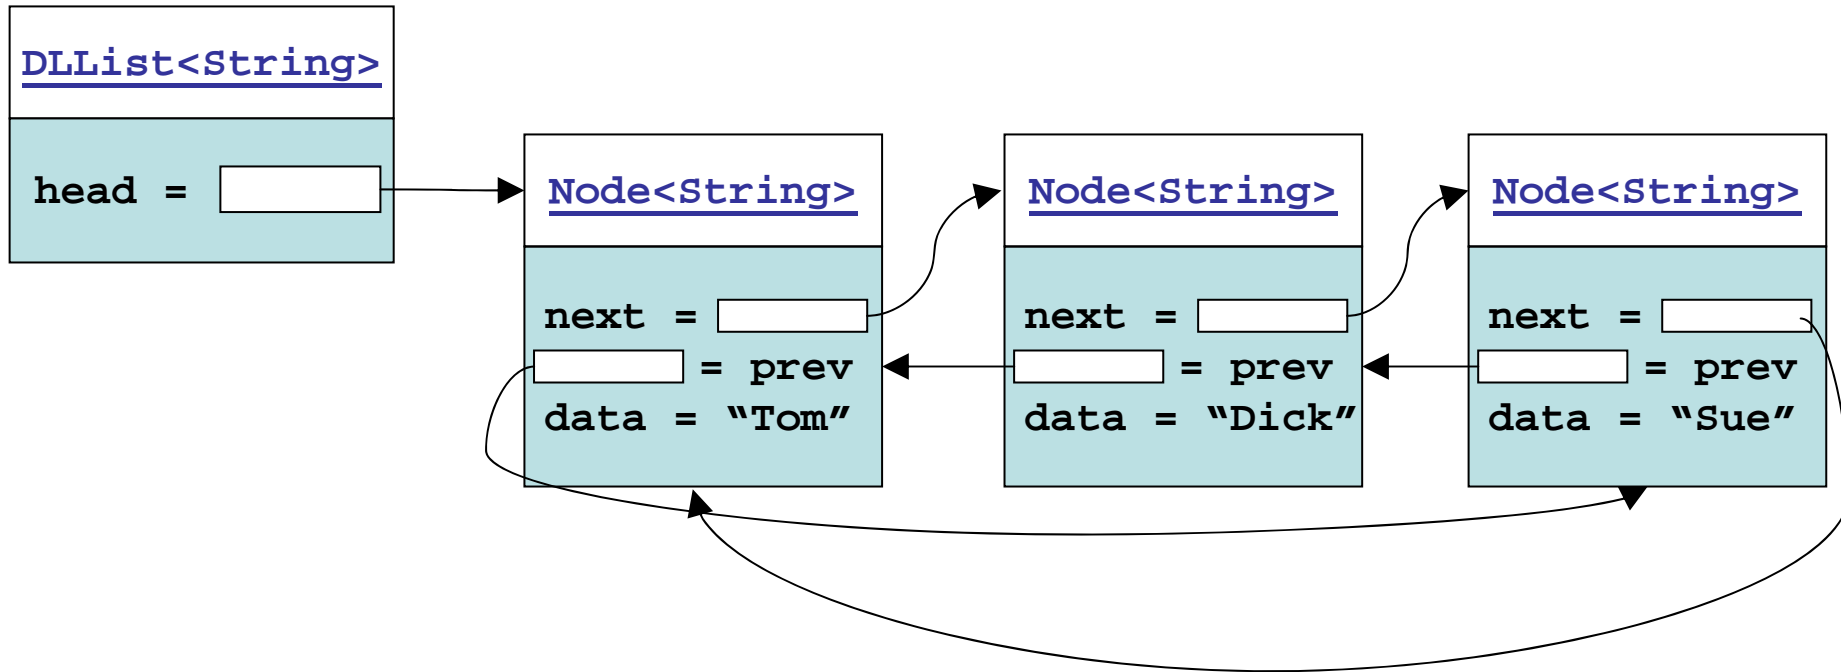 DLList<String>
head =
Node<String>
next =
= prev
data = “Tom”
Node<String>
next =
= prev
data = “Dick”
Node<String>
next =
= prev
data = “Sue”